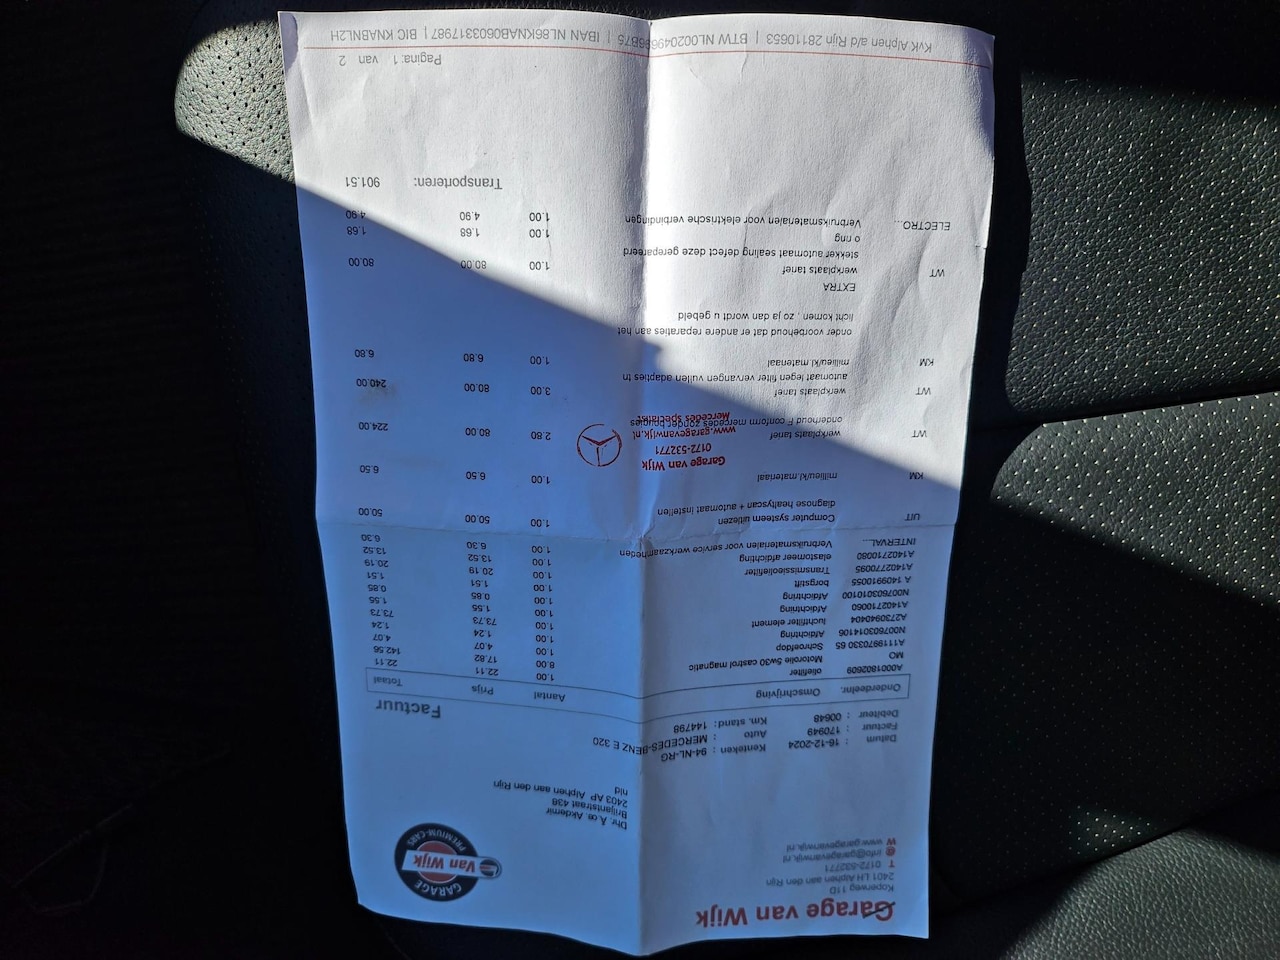 Garage van Wijk
Koperweg 11D
2401 LH Alphen aan den Rijn
T 0172-532771
@ info@garagevanwijk.nl
W www.garagevanwijk.nl
GARAGE
Van Wijk
PREMIUM-CARS
Dhr. A.œ Akdemir
Briljantstraat 438
2403 AP Alphen aan den Rijn
nld
Datum : 16-12-2024 Kenteken : 94-NL-RG
Factuur : 170949 Auto : MERCEDES-BENZ E 320
Debiteur : 00648 Km. stand : 144798
Factuur
Onderdeelnr. Omschrijving Aantal Prijs Totaal
A0001802609 oliefilter 1.00 22.11 22.11
MO Motorolie 5w30 castrol magnatic 8.00 17.82 142.56
A1119970330 65 Schroefdop 1.00 4.07 4.07
N007603014106 Afdichting 1.00 1.24 1.24
A2730940404 luchtfilter element 1.00 73.73 73.73
A1402710060 Afdichting 1.00 1.55 1.55
N007603010100 Afdichting 1.00 0.85 0.85
A 1409910055 borgstift 1.00 1.51 1.51
A1402770095 Transmissieoliefilter 1.00 20.19 20.19
A1402710080 elastomeer afdichting 1.00 13.52 13.52
INTERVAL... Verbruiksmaterialen voor service werkzaamheden 1.00 6.30 6.30
UIT Computer systeem uitlezen 1.00 50.00 50.00
diagnose healtyscan + automaat instellen
KM milieu/kl.materiaal 1.00 6.50 6.50
WT werkplaats tarief 2.80 80.00 224.00
onderhoud F conform mercedes zonder bougies
Garage van Wijk
0172-532771
www.garagevanwijk.nl
Mercedes specialist
WT werkplaats tarief 3.00 80.00 240.00
automaat legen filter vervangen vullen adapties tn
KM milieu/kl.materiaal 1.00 6.80 6.80
onder voorbehoud dat er andere reparaties aan het
licht komen , zo ja dan wordt u gebeld
EXTRA
WT werkplaats tarief 1.00 80.00 80.00
stekker automaat sealing defect deze gerepareerd
o ring 1.00 1.68 1.68
ELECTRO... Verbruiksmaterialen voor elektrische verbindingen 1.00 4.90 4.90
Transporteren: 901.51
Pagina: 1 van 2
KvK Alphen a/d Rijn 28110653 | BTW | IBAN NL86KNAB0603317987 | BIC KNABNL2H